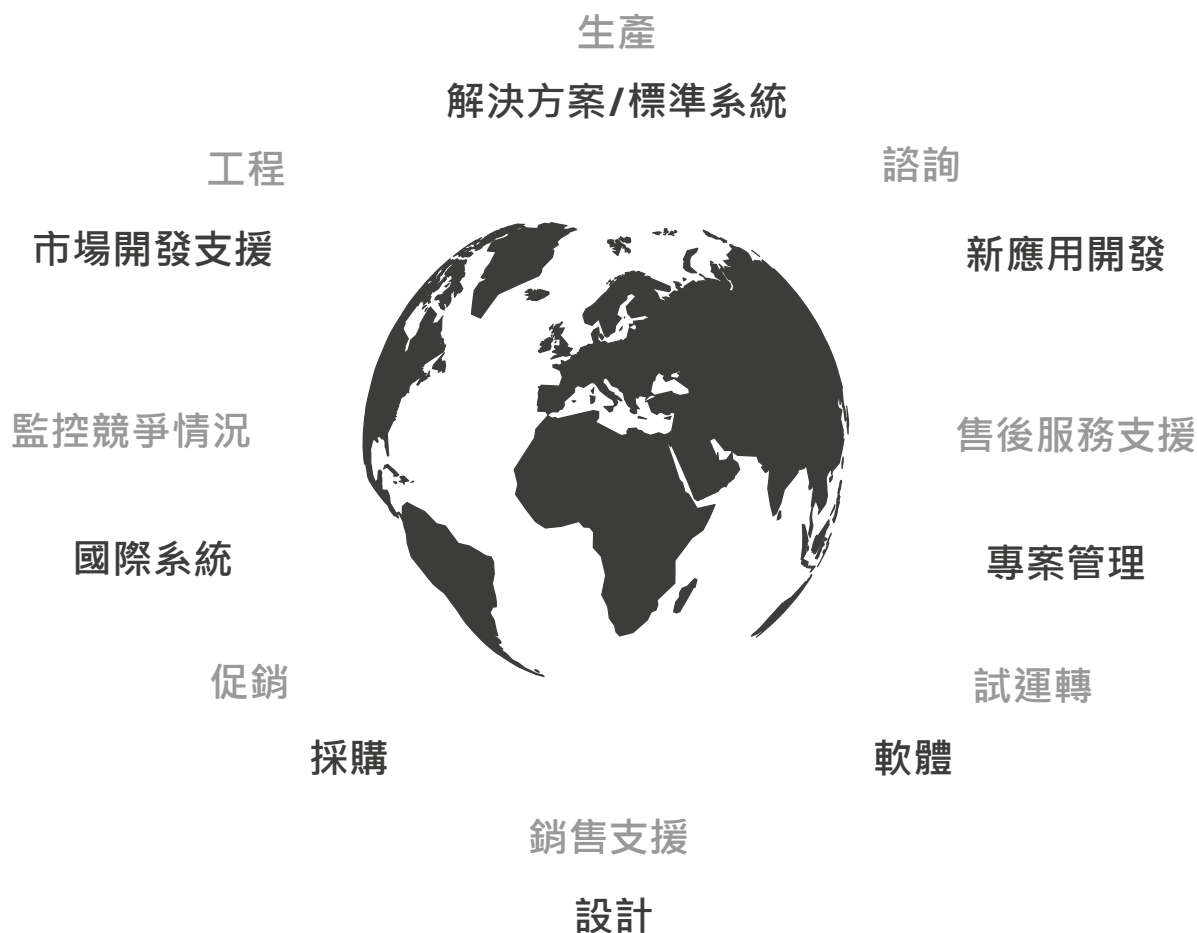 生產
解決方案/標準系統
工程
諮詢
市場開發支援
新應用開發
監控競爭情況
售後服務支援
國際系統
專案管理
促銷
試運轉
採購
軟體
銷售支援
設計